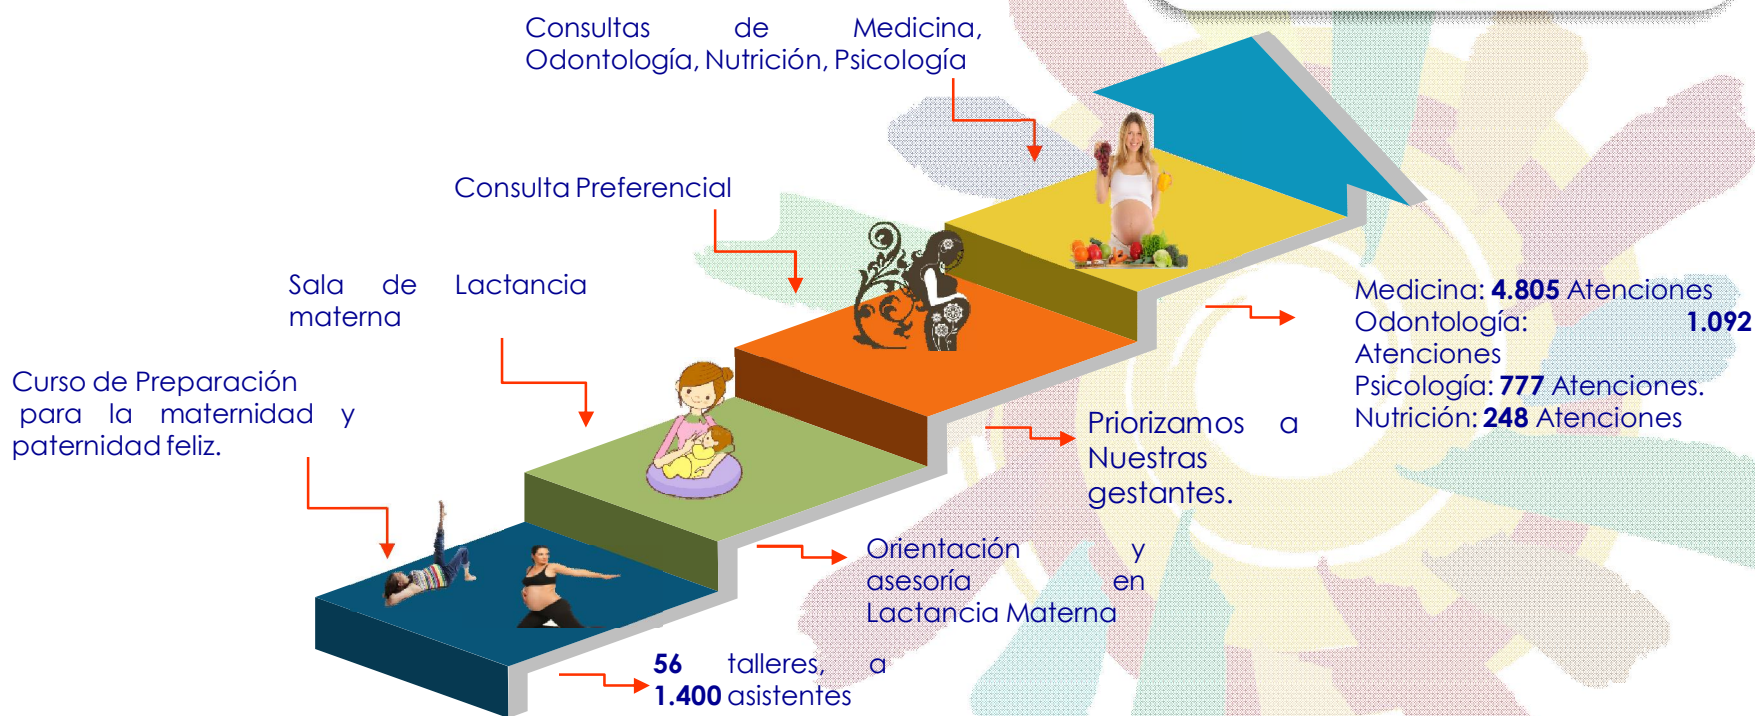 Consultas de Medicina,
Odontología, Nutrición, Psicología
Consulta Preferencial
Sala de Lactancia
materna
Curso de Preparación
para la maternidad y
paternidad feliz.
Medicina: 4.805 Atenciones
Odontología: 1.092
Atenciones
Psicología: 777 Atenciones.
Nutrición: 248 Atenciones
Priorizamos a
Nuestras
gestantes.
Orientación y
asesoría en
Lactancia Materna
56 talleres, a
1.400 asistentes